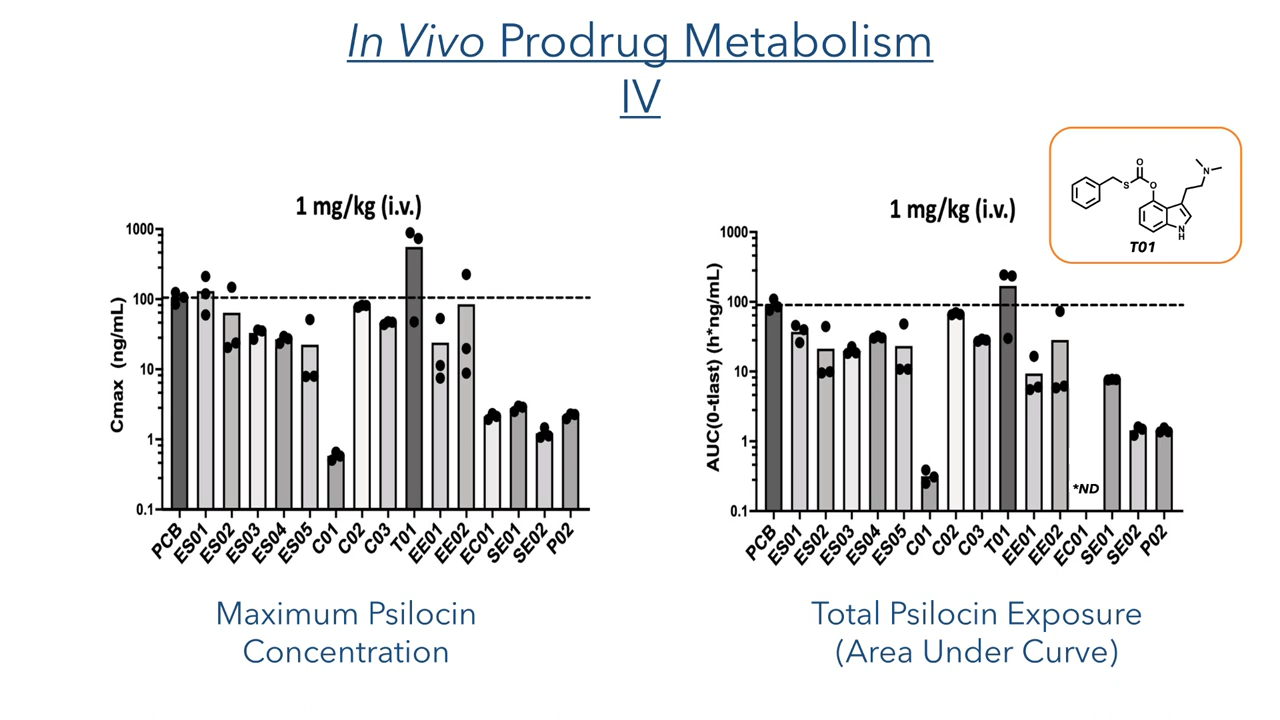 In Vivo Prodrug Metabolism
IV
1 mg/kg (i.v.)
Cmax (ng/mL)
1000
100
10
1
0.1
PCB
ES01
ES02
ES03
ES04
ES05
C01
C02
C03
T01
EE01
EE02
EC01
SE01
SE02
P02
Maximum Psilocin
Concentration
1 mg/kg (i.v.)
AUC(0-tlast) (h*ng/mL)
1000
100
10
1
0.1
*ND
PCB
ES01
ES02
ES03
ES04
ES05
C01
C02
C03
T01
EE01
EE02
EC01
SE01
SE02
P02
Total Psilocin Exposure
(Area Under Curve)
O
S
O
N
N
H
T01